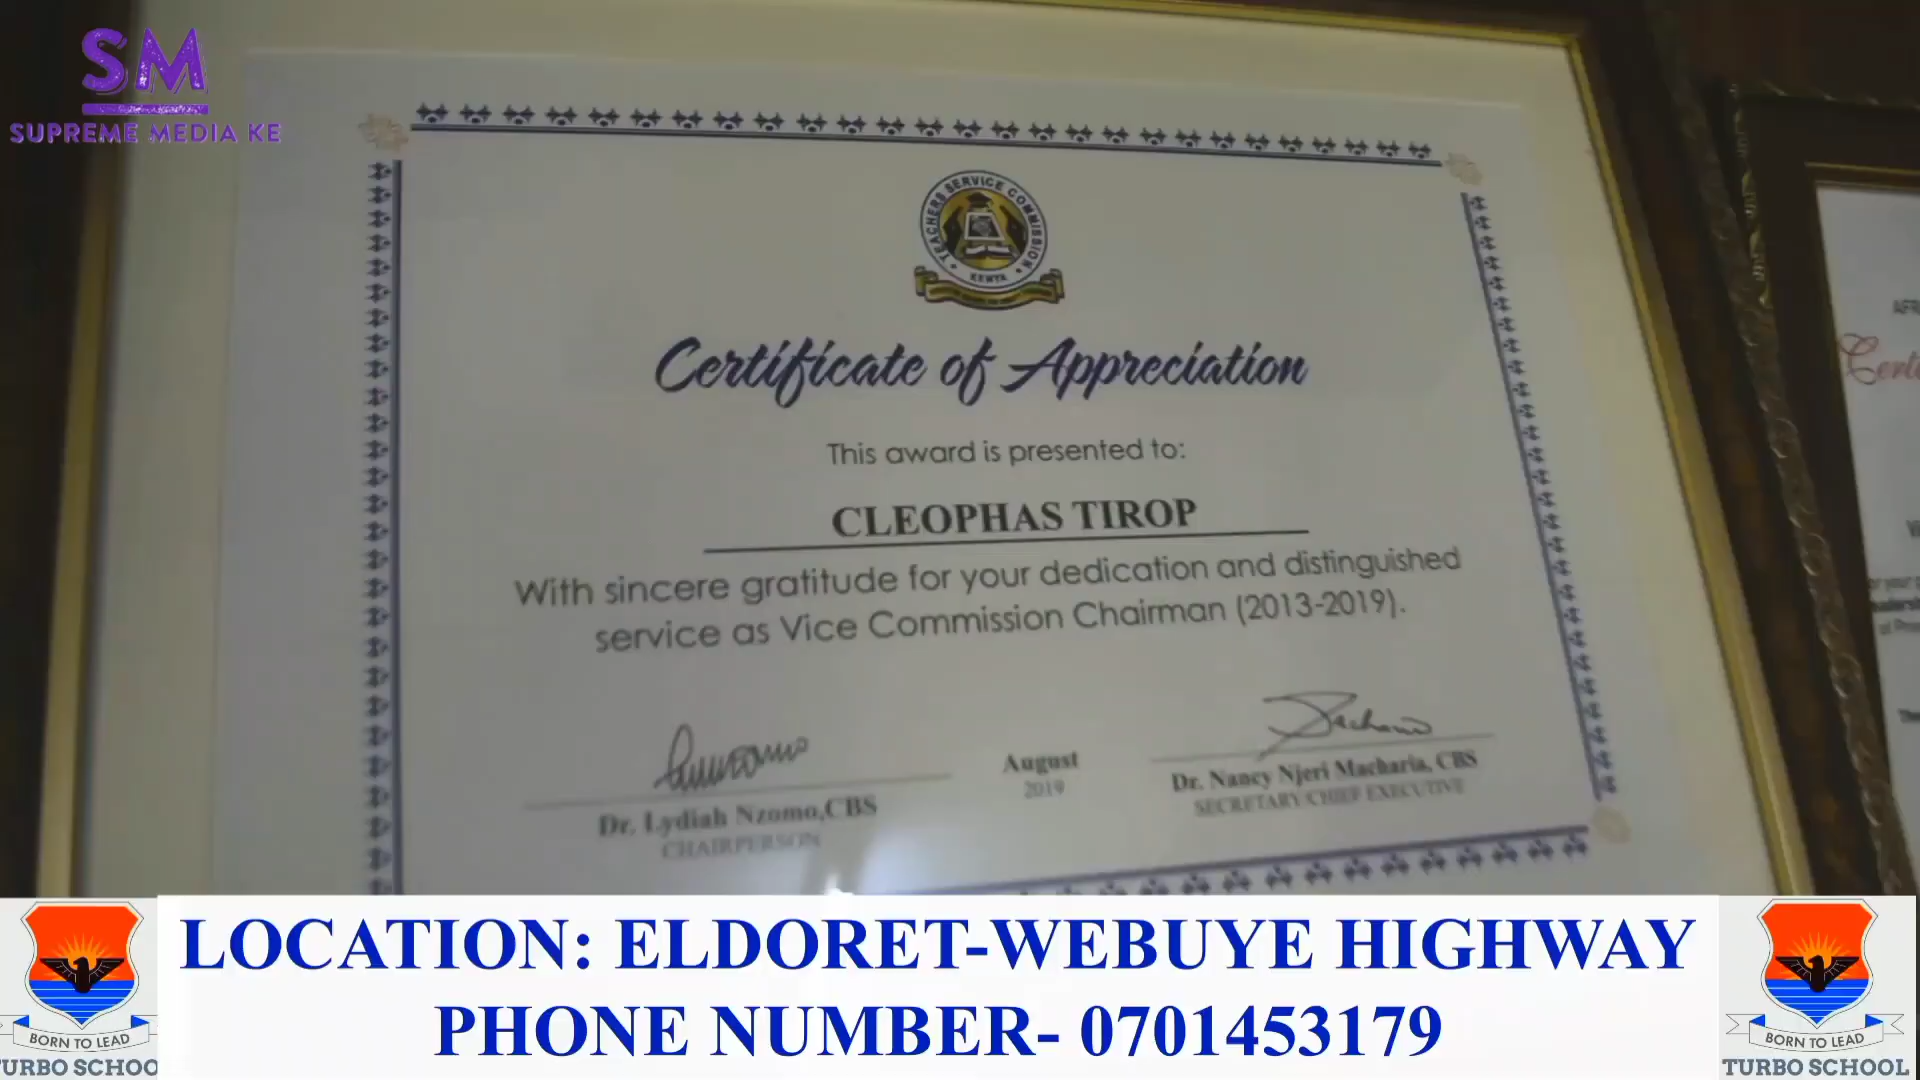 SM
SUPREME MEDIA KE
TEACHERS SERVICE COMMISSION
KENYA
Certificate of Appreciation
This award is presented to:
CLEOPHAS TIROP
With sincere gratitude for your dedication and distinguished
service as Vice Commission Chairman (2013-2019).
Dr. Lydiah Nzomo,CBS
CHAIRPERSON
August
2019
Dr. Nancy Njeri Macharia, CBS
SECRETARY/CHIEF EXECUTIVE
LOCATION: ELDORET-WEBUYE HIGHWAY
PHONE NUMBER- 0701453179
BORN TO LEAD
TURBO SCHOOL
BORN TO LEAD
TURBO SCHOOL